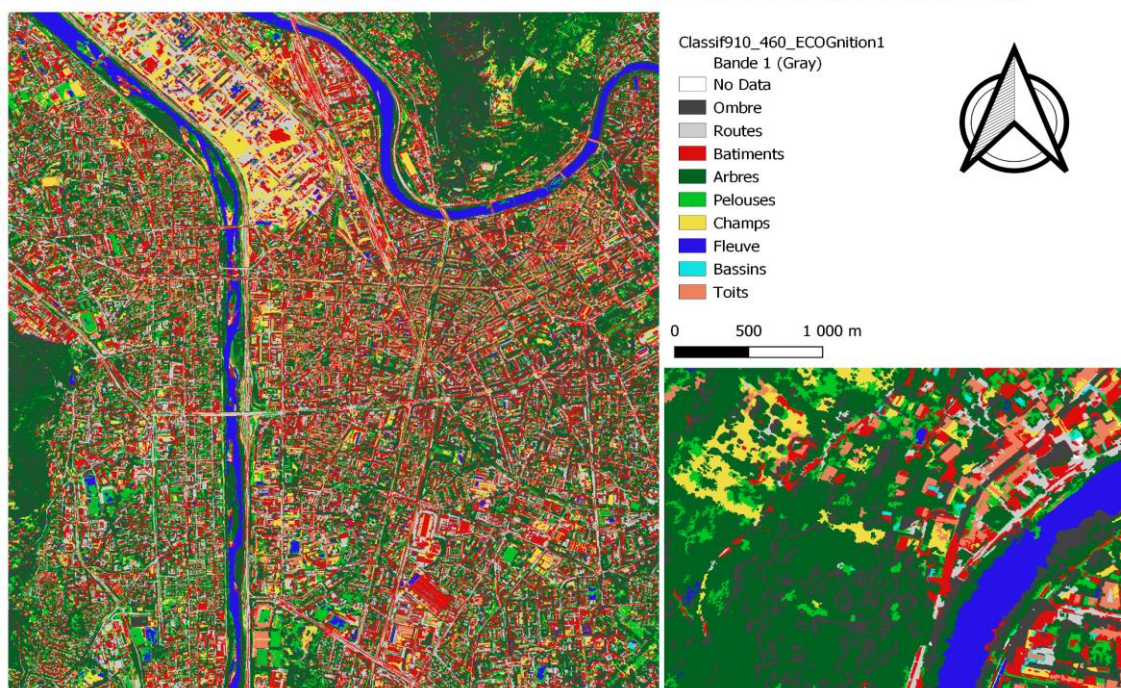 Classif910_460_ECOGnition1
Bande 1 (Gray)
No Data
Ombre
Routes
Batiments
Arbres
Pelouses
Champs
Fleuve
Bassins
Toits
0 500 1 000 m